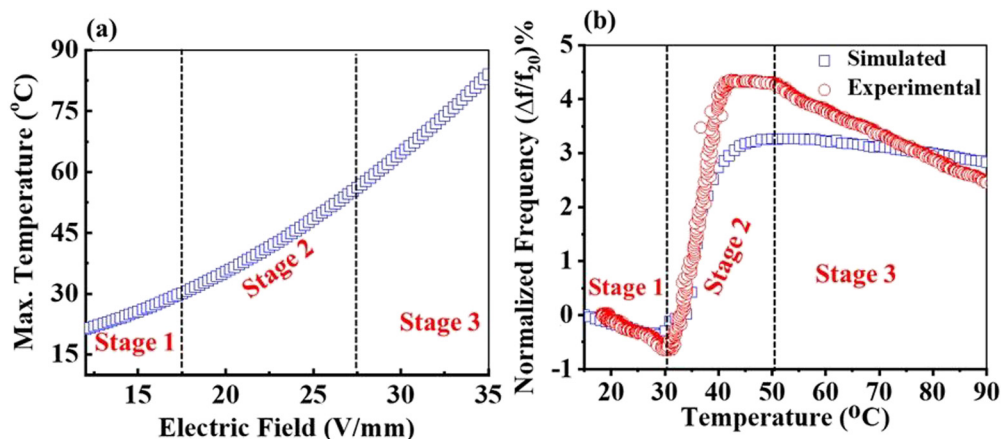 (a)
Max. Temperature (°C)
90
75
60
45
30
15
Stage 1
Stage 2
Stage 3
15
20
25
30
35
Electric Field (V/mm)
(b)
Normalized Frequency (Δf/f₂₀)%
5
4
3
2
1
0
-1
Simulated
Experimental
Stage 1
Stage 2
Stage 3
20
30
40
50
60
70
80
90
Temperature (°C)